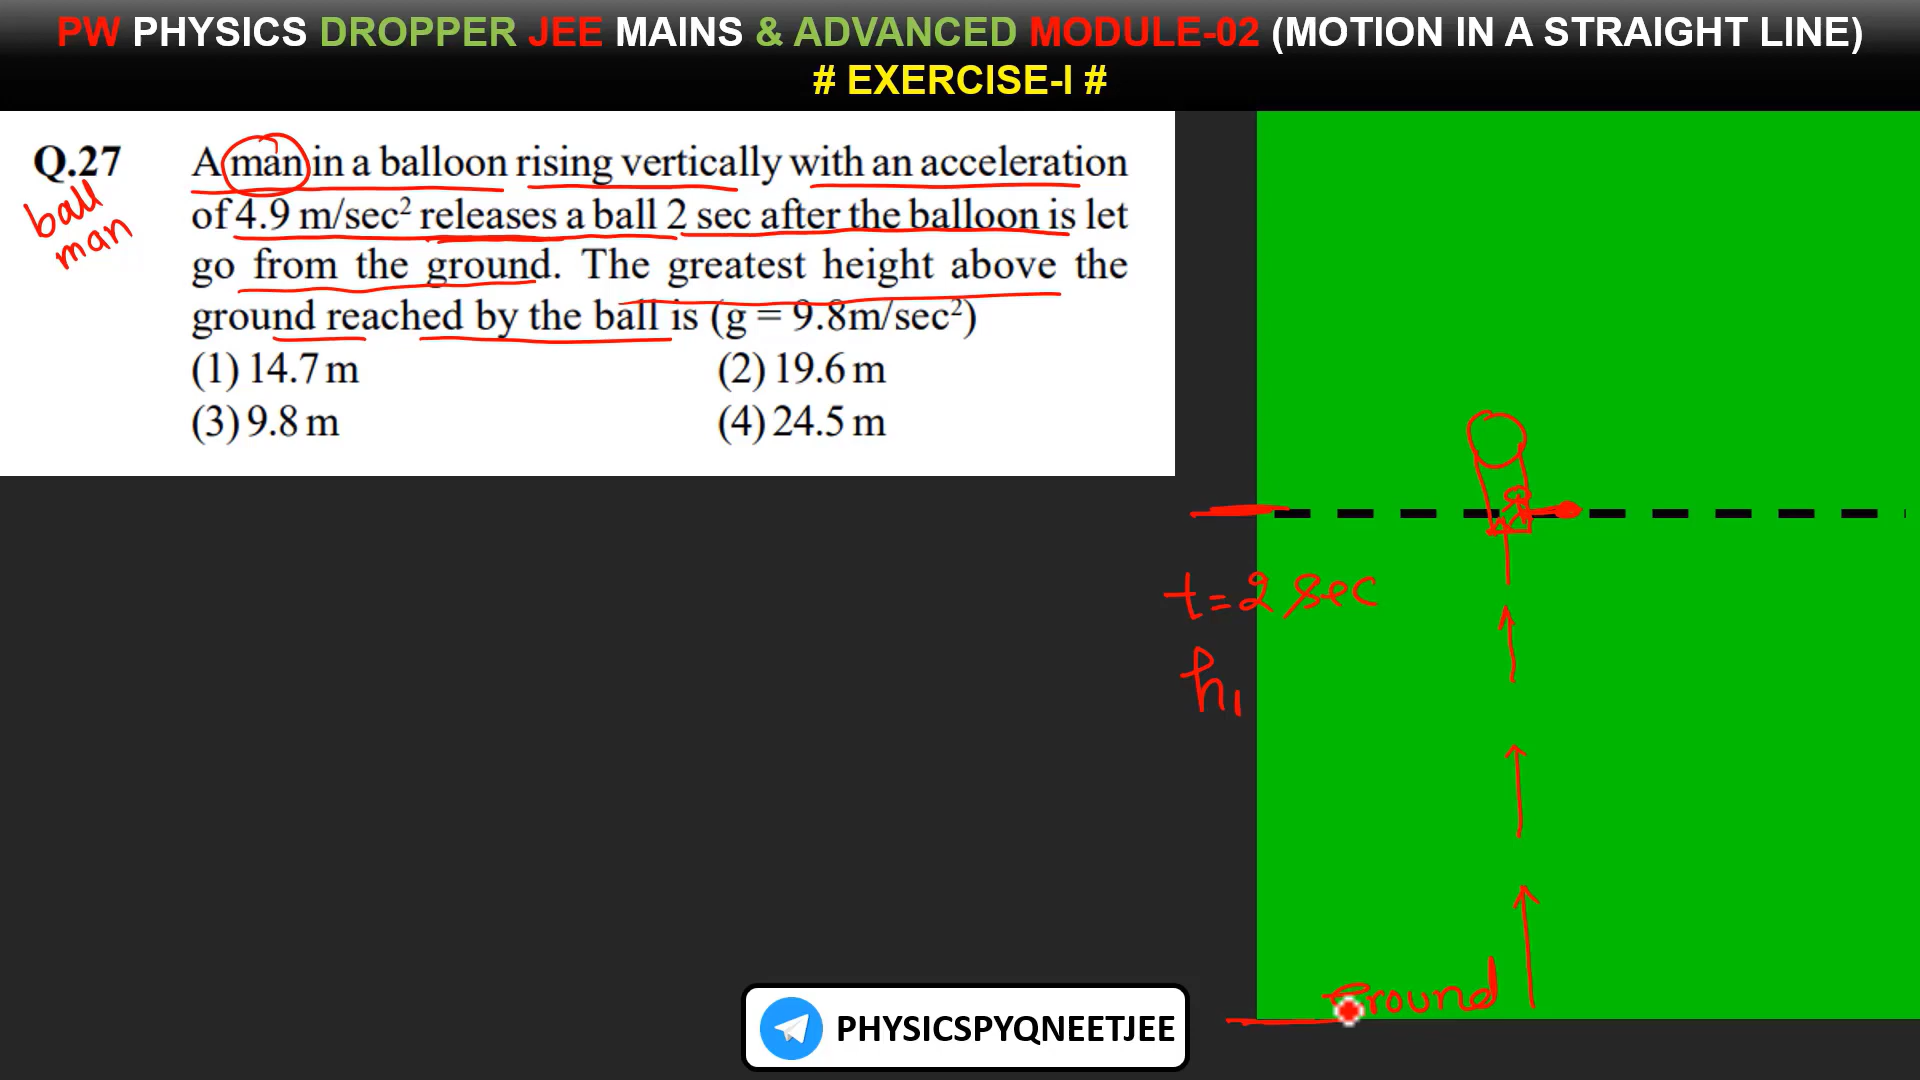 PW PHYSICS DROPPER JEE MAINS & ADVANCED MODULE-02 (MOTION IN A STRAIGHT LINE)
# EXERCISE-I #
Q.27 A man in a balloon rising vertically with an acceleration
of 4.9 m/sec² releases a ball 2 sec after the balloon is let
go from the ground. The greatest height above the
ground reached by the ball is (g = 9.8m/sec²)
(1) 14.7 m (2) 19.6 m
(3) 9.8 m (4) 24.5 m
ball
man
t = 2 sec
h₁
Ground
PHYSICSPYQNEETJEE